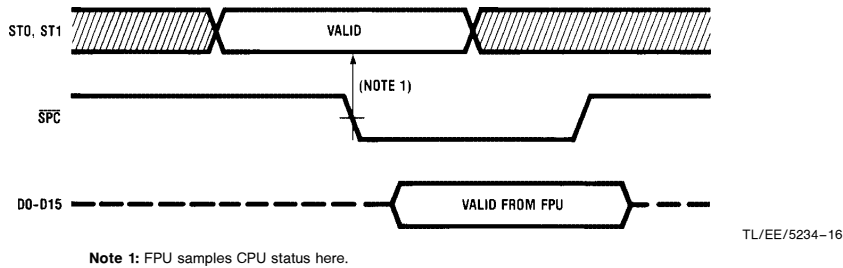 ST0, ST1
VALID
(NOTE 1)
SPC
D0-D15
VALID FROM FPU
TL/EE/5234–16
Note 1: FPU samples CPU status here.